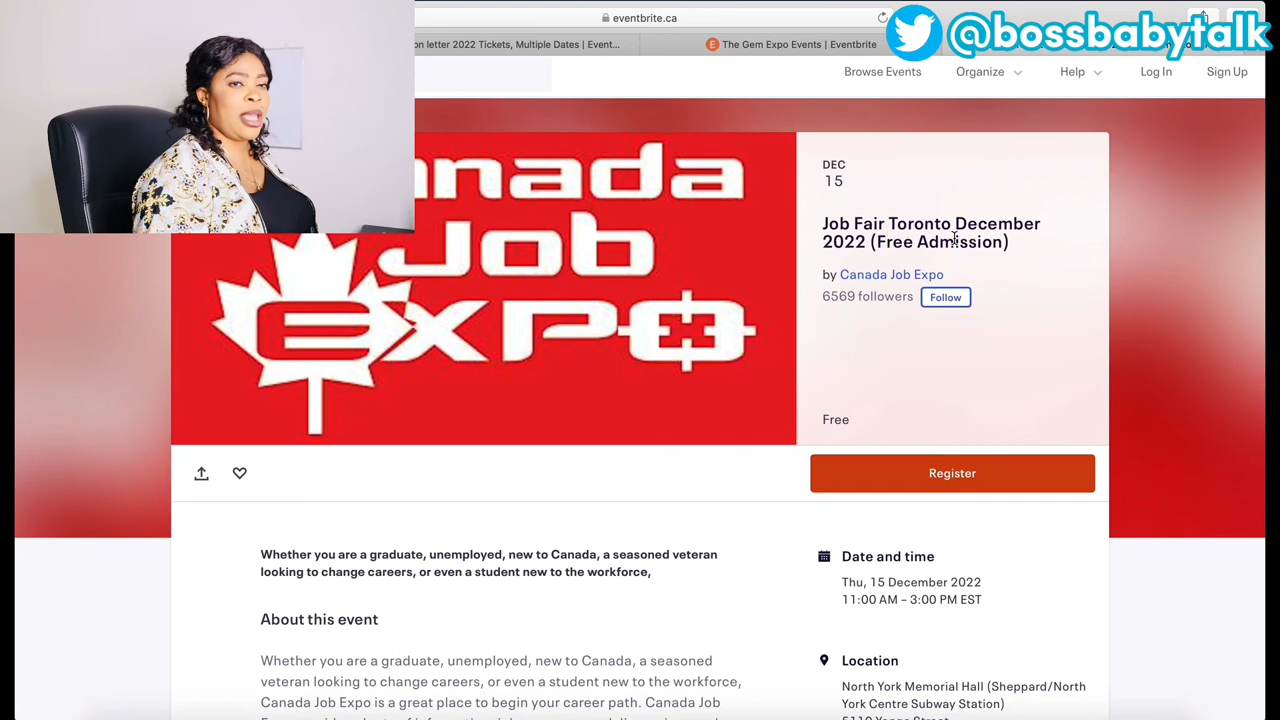 eventbrite.ca
@bossbabytalk
on letter 2022 Tickets, Multiple Dates | Event...
The Gem Expo Events | Eventbrite
Browse Events
Organize
Help
Log In
Sign Up
anada
Job
EXPO
DEC
15
Job Fair Toronto December
2022 (Free Admission)
by Canada Job Expo
6569 followers
Follow
Free
Register
Whether you are a graduate, unemployed, new to Canada, a seasoned veteran
looking to change careers, or even a student new to the workforce,
About this event
Whether you are a graduate, unemployed, new to Canada, a seasoned
veteran looking to change careers, or even a student new to the workforce,
Canada Job Expo is a great place to begin your career path. Canada Job
Date and time
Thu, 15 December 2022
11:00 AM – 3:00 PM EST
Location
North York Memorial Hall (Sheppard/North
York Centre Subway Station)
5110 Yonge Street